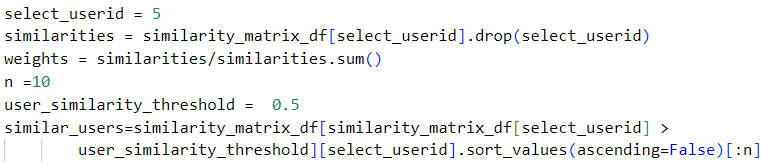 select_userid = 5
similarities = similarity_matrix_df[select_userid].drop(select_userid)
weights = similarities/similarities.sum()
n =10
user_similarity_threshold =  0.5
similar_users=similarity_matrix_df[similarity_matrix_df[select_userid] >
        user_similarity_threshold][select_userid].sort_values(ascending=False)[:n]